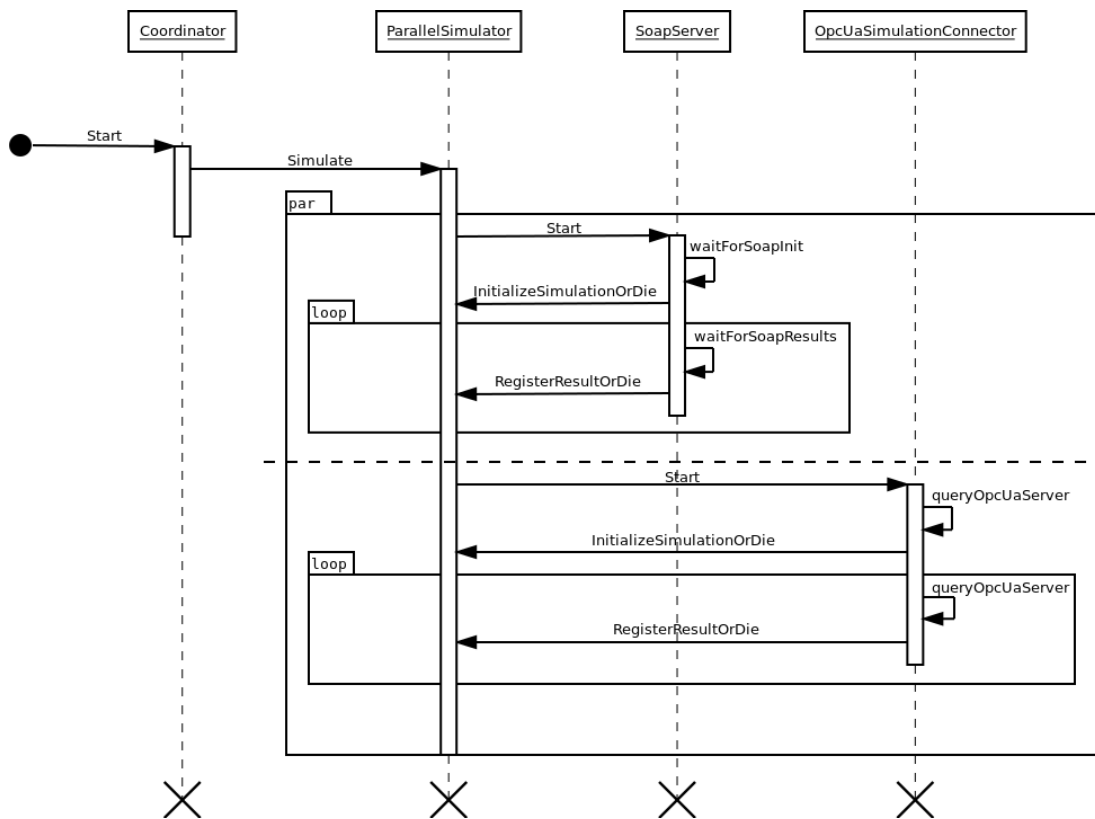 Coordinator
ParallelSimulator
SoapServer
OpcUaSimulationConnector
Start
Simulate
par
Start
waitForSoapInit
InitializeSimulationOrDie
loop
waitForSoapResults
RegisterResultOrDie
Start
queryOpcUaServer
InitializeSimulationOrDie
loop
queryOpcUaServer
RegisterResultOrDie